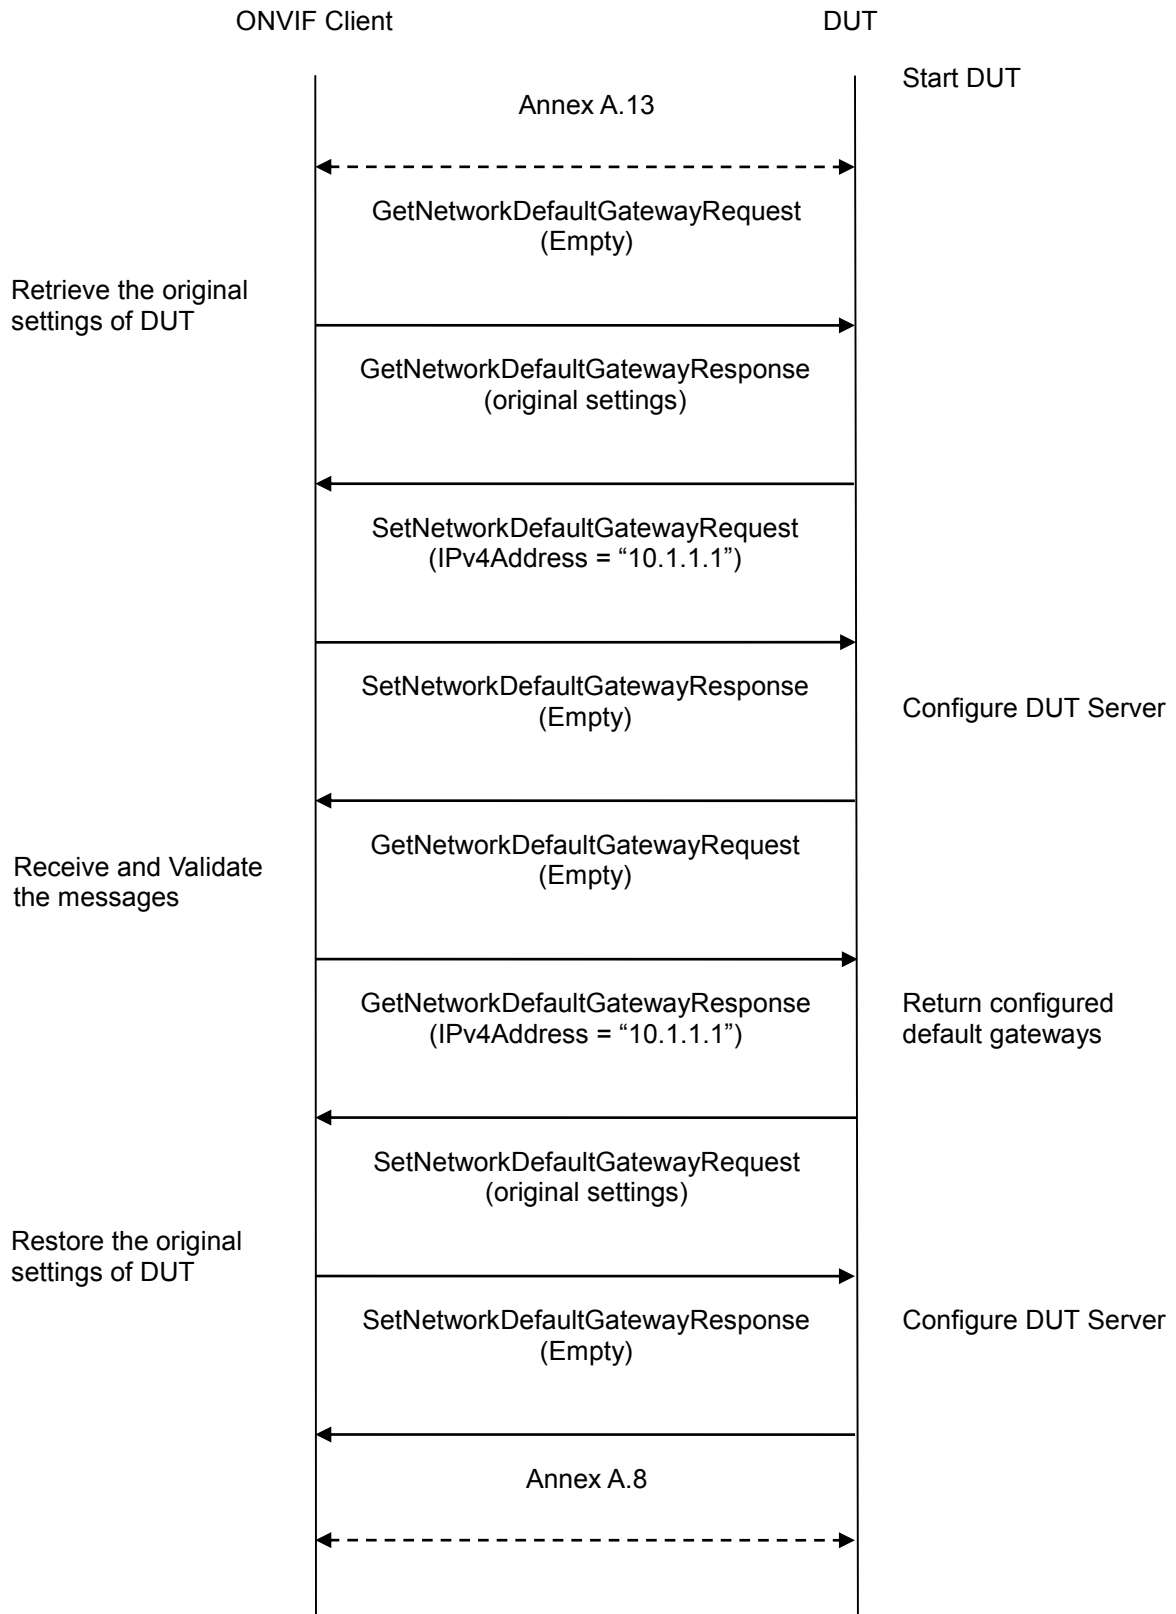 ONVIF Client
DUT
Start DUT
Annex A.13
GetNetworkDefaultGatewayRequest
(Empty)
Retrieve the original
settings of DUT
GetNetworkDefaultGatewayResponse
(original settings)
SetNetworkDefaultGatewayRequest
(IPv4Address = “10.1.1.1”)
SetNetworkDefaultGatewayResponse
(Empty)
Configure DUT Server
GetNetworkDefaultGatewayRequest
(Empty)
Receive and Validate
the messages
GetNetworkDefaultGatewayResponse
(IPv4Address = “10.1.1.1”)
Return configured
default gateways
SetNetworkDefaultGatewayRequest
(original settings)
Restore the original
settings of DUT
SetNetworkDefaultGatewayResponse
(Empty)
Configure DUT Server
Annex A.8